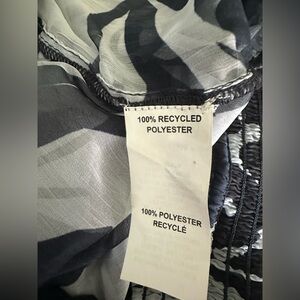 100% RECYCLED
POLYESTER
100% POLYESTER
RECYCLÉ